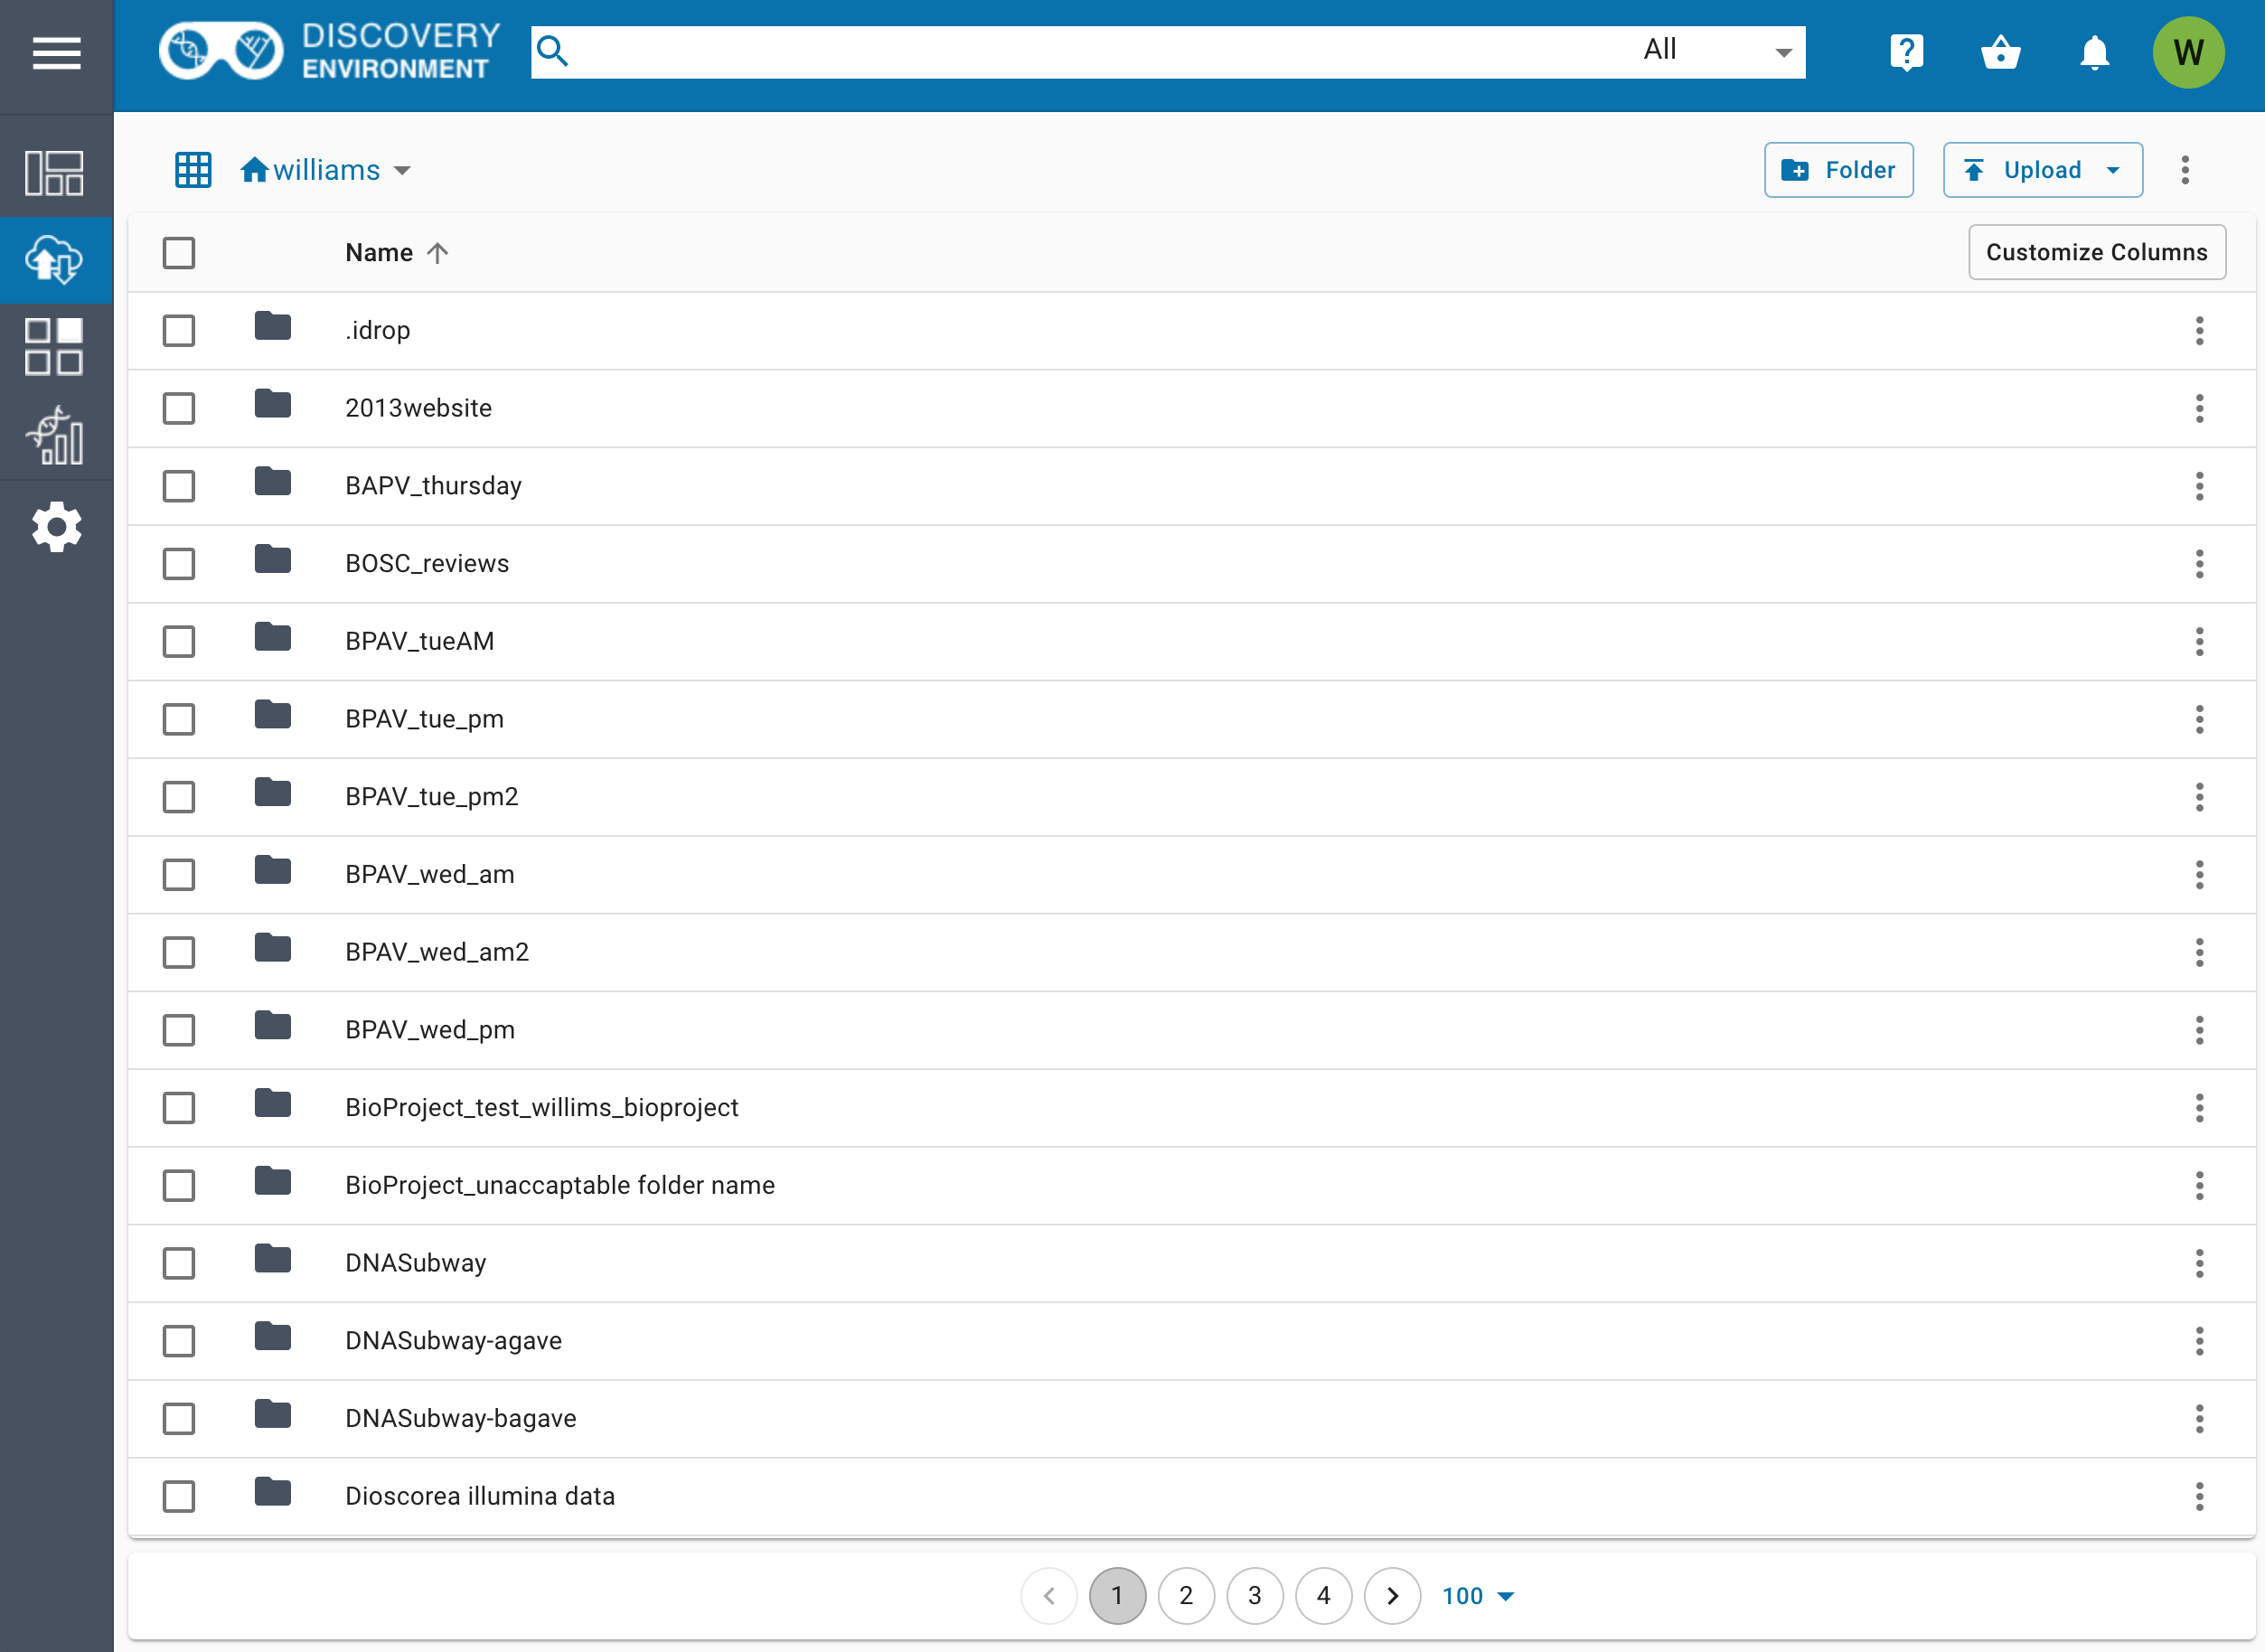 DISCOVERY
ENVIRONMENT
All
?
W
williams
Folder
Upload
Name
Customize Columns
.idrop
2013website
BAPV_thursday
BOSC_reviews
BPAV_tueAM
BPAV_tue_pm
BPAV_tue_pm2
BPAV_wed_am
BPAV_wed_am2
BPAV_wed_pm
BioProject_test_willims_bioproject
BioProject_unaccaptable folder name
DNASubway
DNASubway-agave
DNASubway-bagave
Dioscorea illumina data
1 2 3 4 100